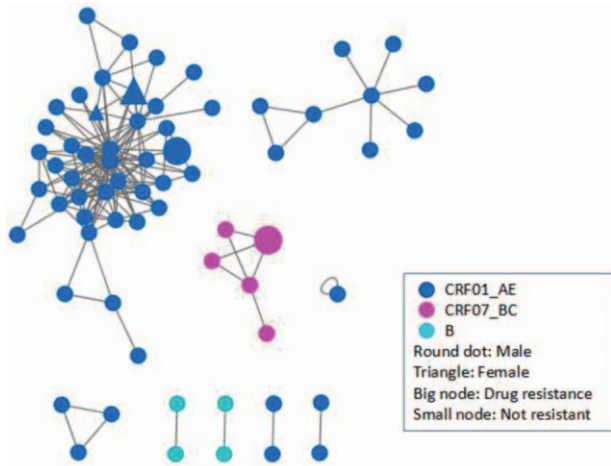 CRF01_AE
CRF07_BC
B
Round dot: Male
Triangle: Female
Big node: Drug resistance
Small node: Not resistant